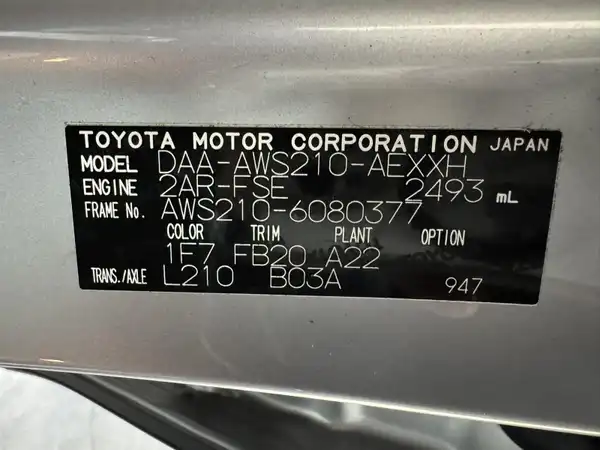 TOYOTA MOTOR CORPORATION JAPAN
MODEL DAA-AWS210-AEXXH
ENGINE 2AR-FSE 2493 mL
FRAME No. AWS210-6080377
COLOR TRIM PLANT OPTION
1F7 FB20 A22
TRANS./AXLE L210 B03A 947